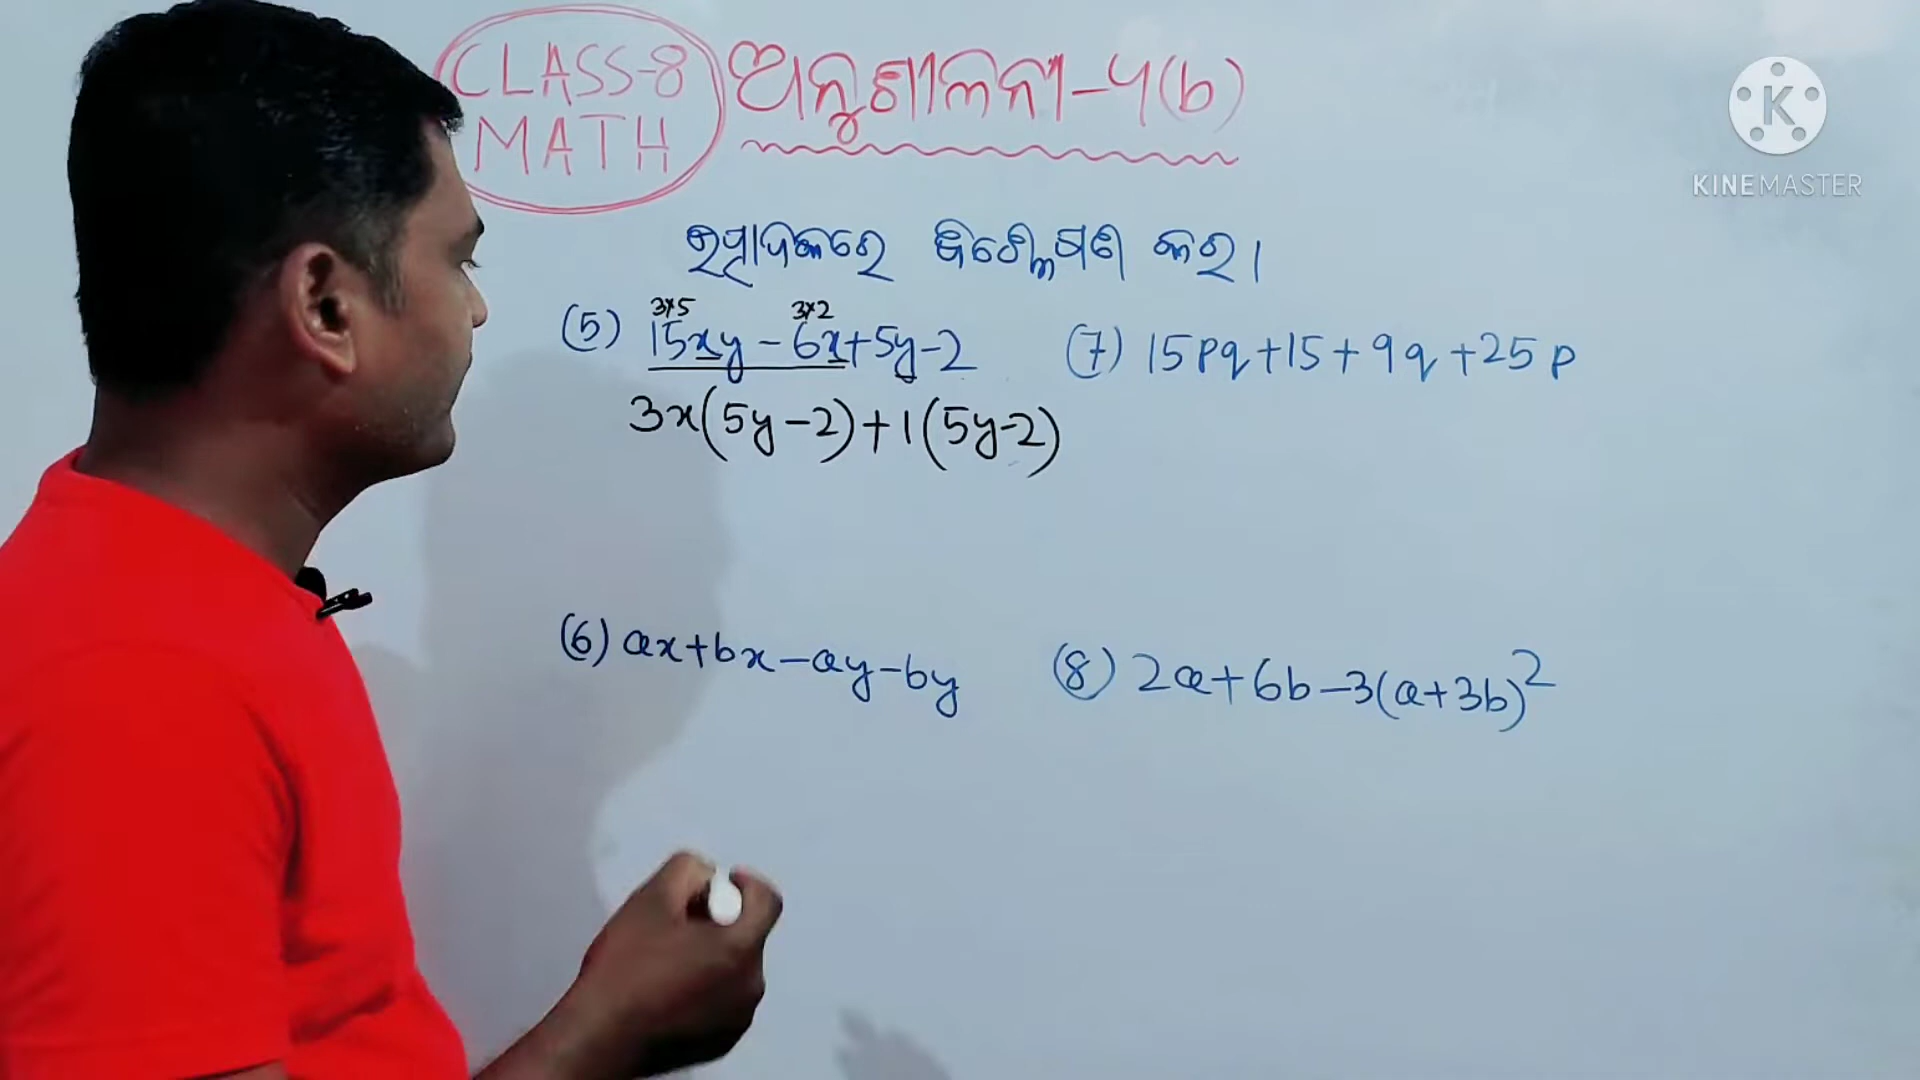 CLASS-8
MATH
ଅନୁଶୀଳନୀ-୪(b)
ଉତ୍ପାଦକରେ ବିଶ୍ଳେଷଣ କର।
3×5 3×2
(5) 15xy-6x+5y-2
3x(5y-2)+1(5y-2)
(7) 15pq+15+9q+25p
(6) ax+bx-ay-by
(8) 2a+6b-3(a+3b)²
K
KINEMASTER